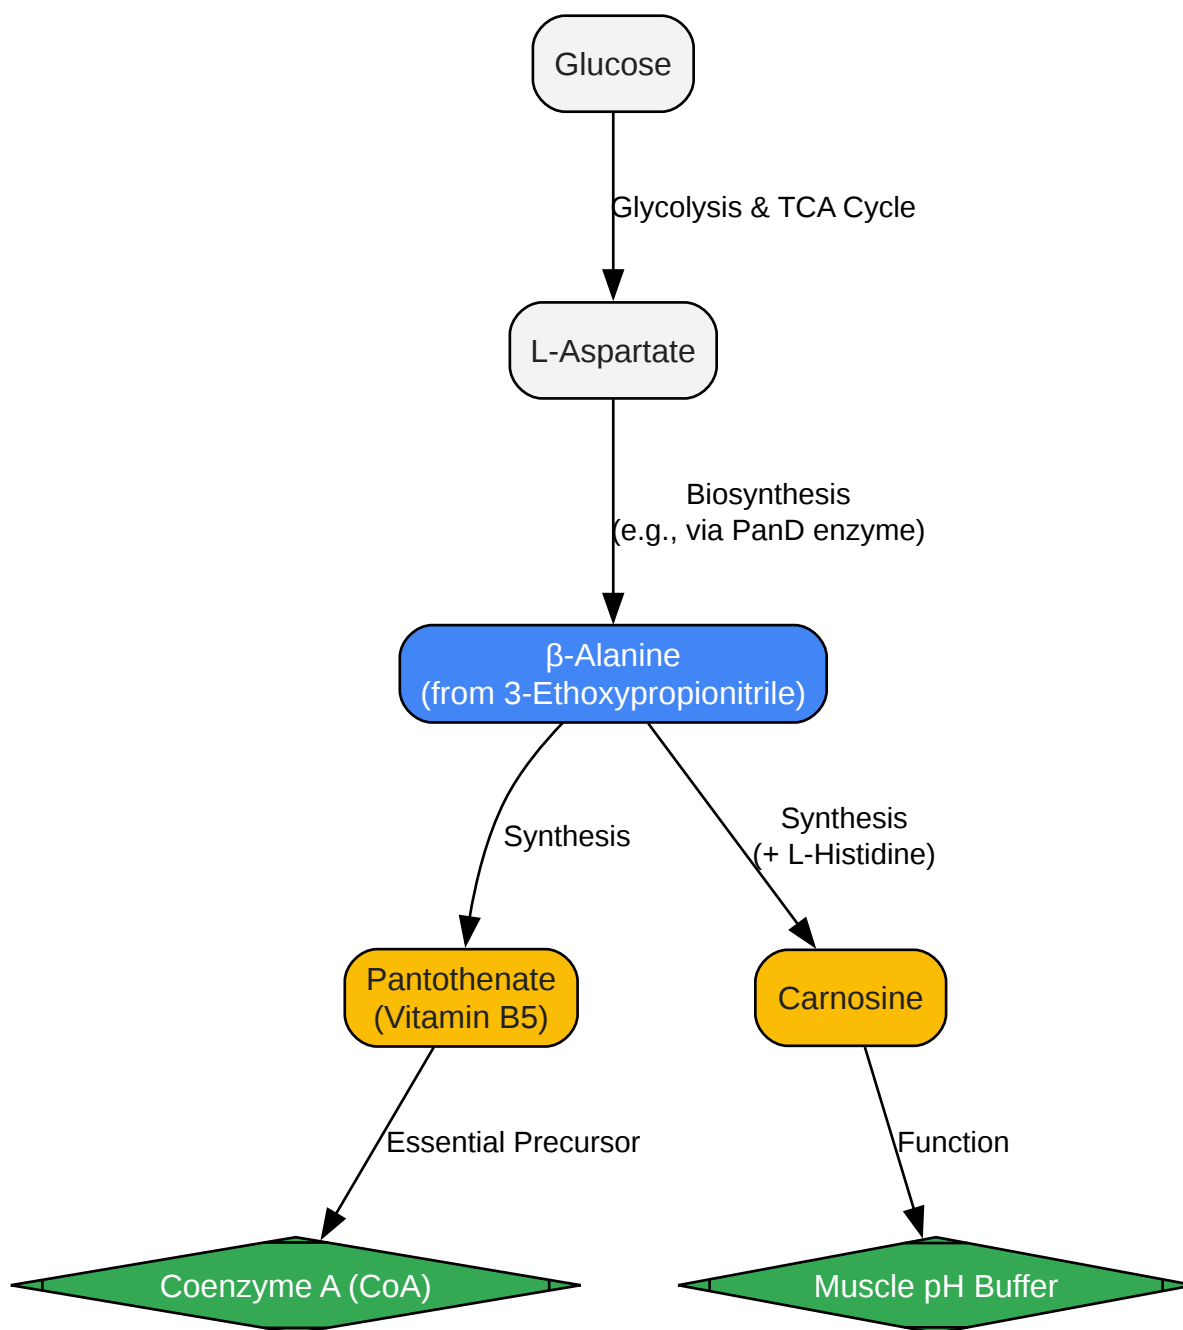 Glucose
Glycolysis & TCA Cycle
L-Aspartate
Biosynthesis
(e.g., via PanD enzyme)
β-Alanine
(from 3-Ethoxypropionitrile)
Synthesis
Synthesis
(+ L-Histidine)
Pantothenate
(Vitamin B5)
Carnosine
Essential Precursor
Function
Coenzyme A (CoA)
Muscle pH Buffer